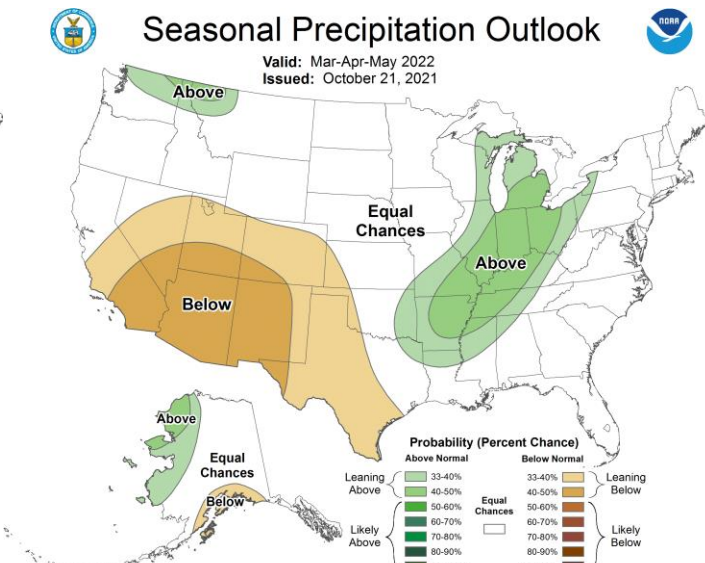 Seasonal Precipitation Outlook
NOAA
Valid: Mar-Apr-May 2022
Issued: October 21, 2021
Above
Equal
Chances
Above
Below
Above
Equal
Chances
Below
Probability (Percent Chance)
Above Normal
Below Normal
Leaning
Above
33-40%
40-50%
Likely
Above
50-60%
60-70%
70-80%
80-90%
Equal
Chances
33-40%
40-50%
Leaning
Below
50-60%
60-70%
70-80%
80-90%
Likely
Below